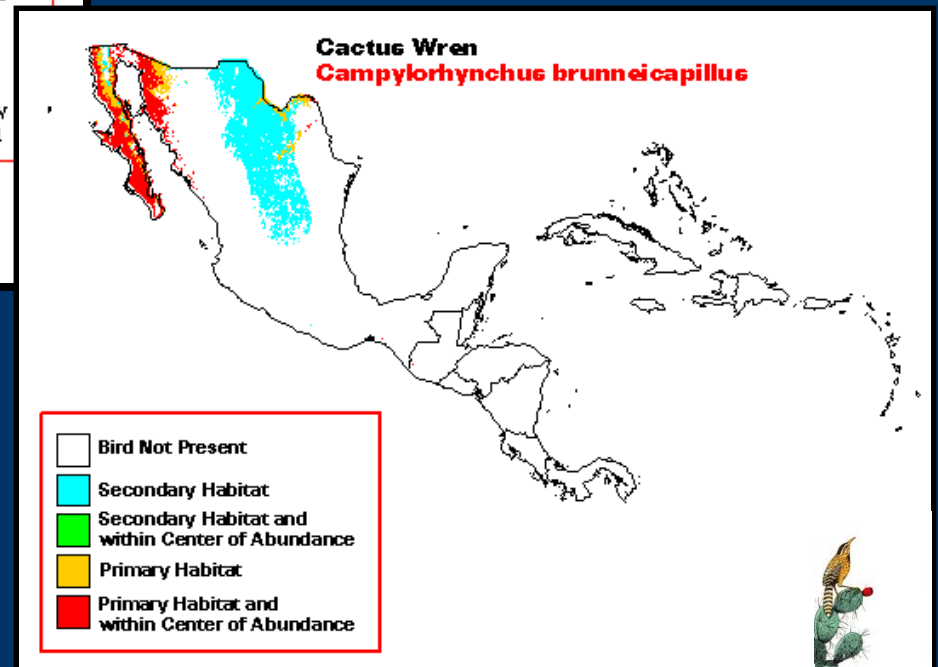 Cactus Wren
Campylorhynchus brunneicapillus
Bird Not Present
Secondary Habitat
Secondary Habitat and
within Center of Abundance
Primary Habitat
Primary Habitat and
within Center of Abundance